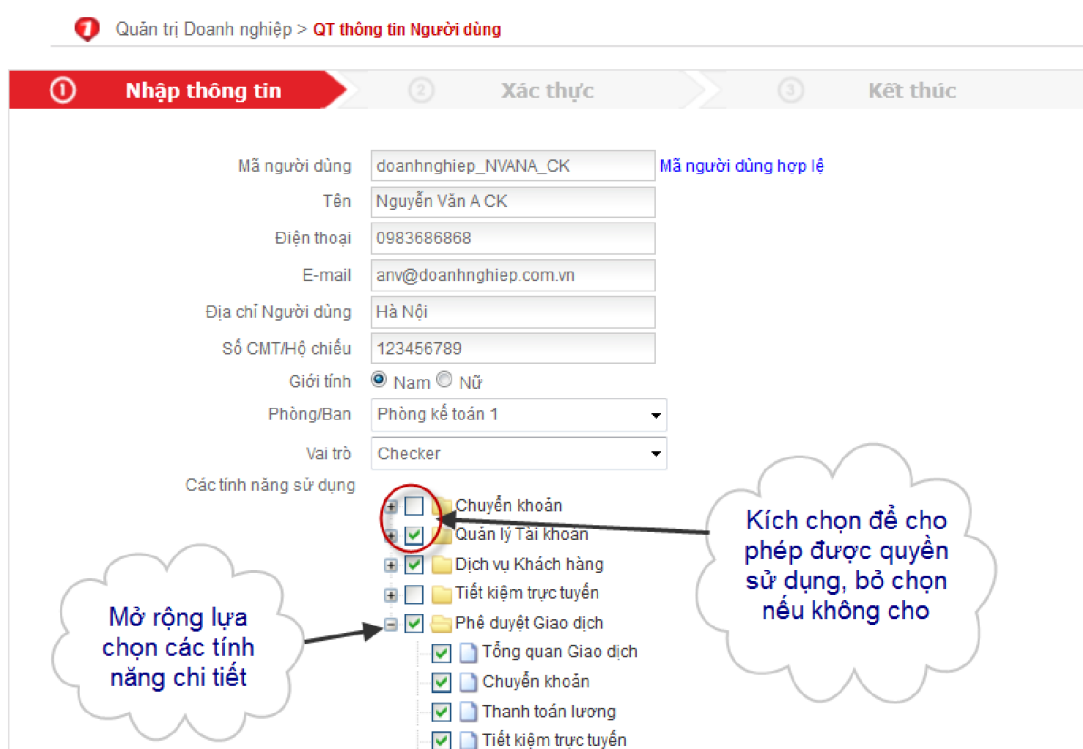 Quản trị Doanh nghiệp > QT thông tin Người dùng
1 Nhập thông tin 2 Xác thực 3 Kết thúc
Mã người dùng doanhnghiep_NVANA_CK Mã người dùng hợp lệ
Tên Nguyễn Văn A CK
Điện thoại 0983686868
E-mail anv@doanhnghiep.com.vn
Địa chỉ Người dùng Hà Nội
Số CMT/Hộ chiếu 123456789
Giới tính Nam Nữ
Phòng/Ban Phòng kế toán 1
Vai trò Checker
Các tính năng sử dụng
Chuyển khoản
Quản lý Tài khoản
Dịch vụ Khách hàng
Tiết kiệm trực tuyến
Phê duyệt Giao dịch
Tổng quan Giao dịch
Chuyển khoản
Thanh toán lương
Tiết kiệm trực tuyến
Kích chọn để cho
phép được quyền
sử dụng, bỏ chọn
nếu không cho
Mở rộng lựa
chọn các tính
năng chi tiết